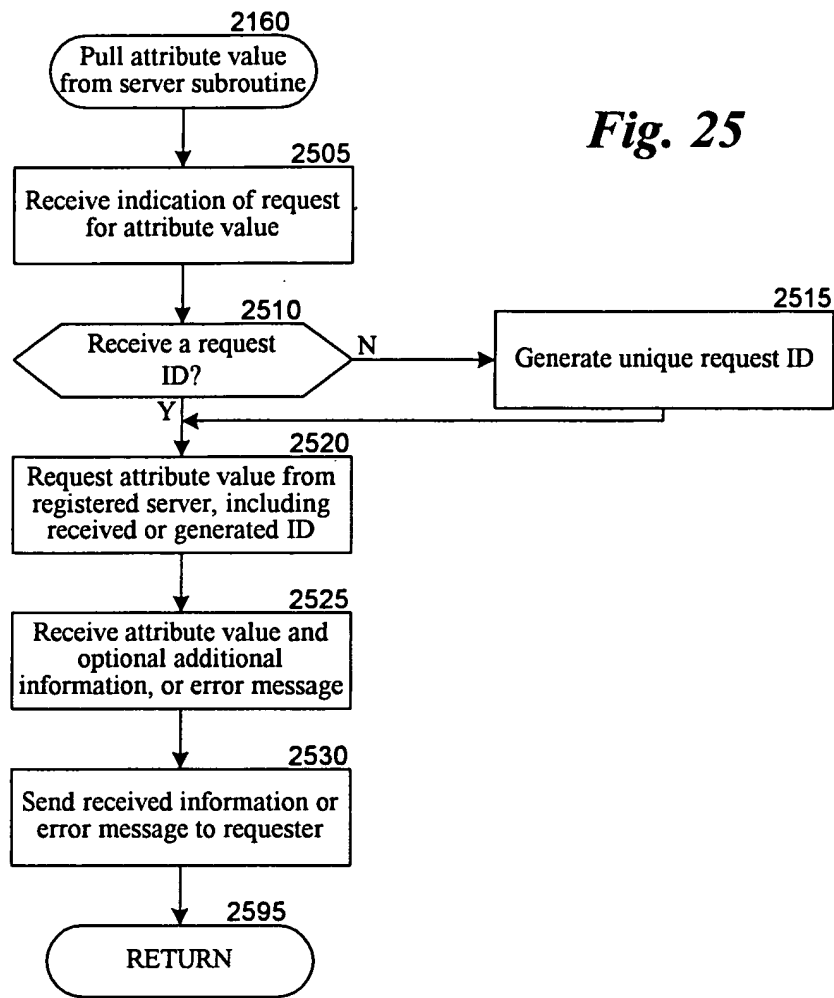 2160
Pull attribute value
from server subroutine
Fig. 25
2505
Receive indication of request
for attribute value
2510
Receive a request
ID?
N
Y
2515
Generate unique request ID
2520
Request attribute value from
registered server, including
received or generated ID
2525
Receive attribute value and
optional additional
information, or error message
2530
Send received information or
error message to requester
2595
RETURN